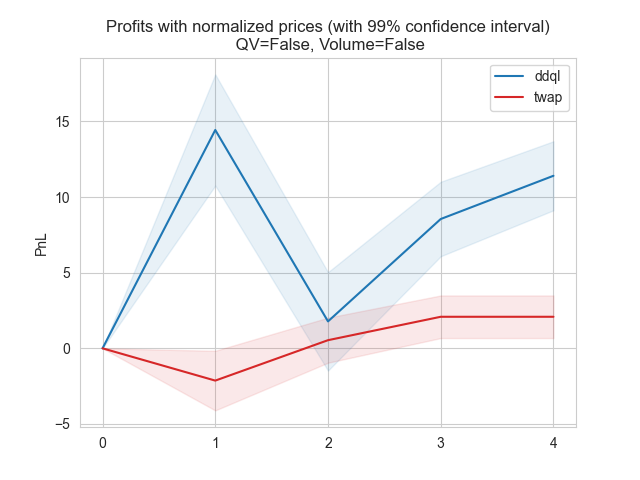 Profits with normalized prices (with 99% confidence interval)
QV=False, Volume=False
ddql
twap
PnL
15
10
5
0
−5
0
1
2
3
4